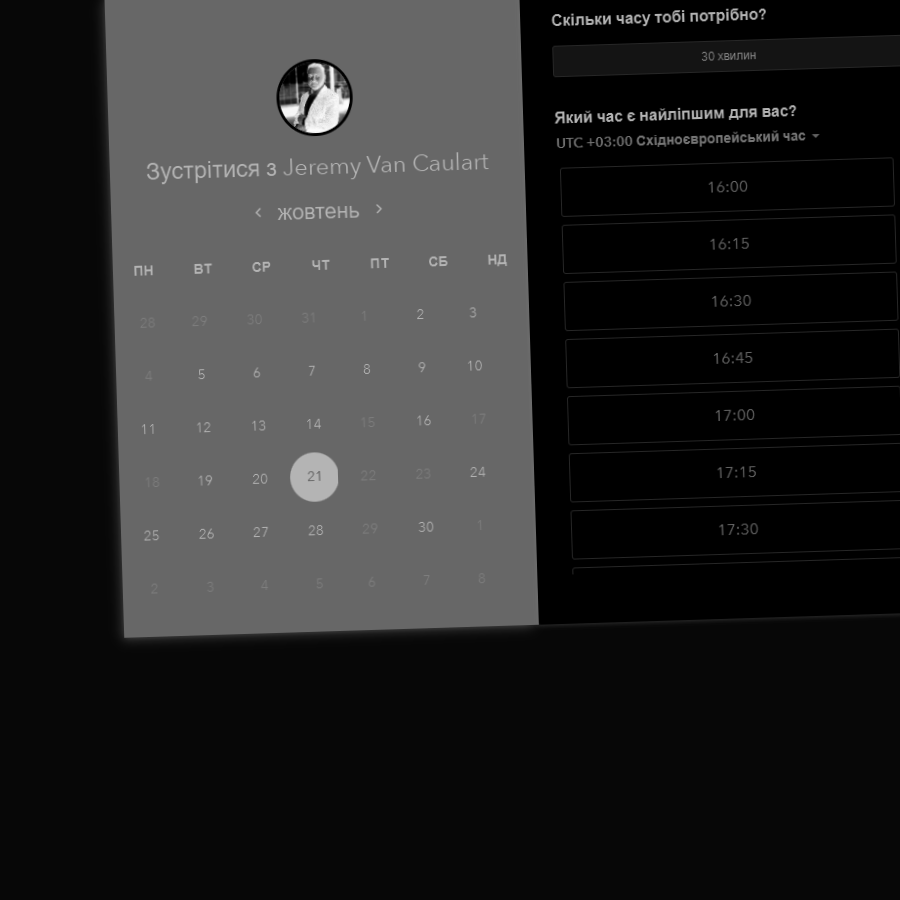 Зустрітися з Jeremy Van Caulart
жовтень
ПН ВТ СР ЧТ ПТ СБ НД
28 29 30 31 1 2 3
4 5 6 7 8 9 10
11 12 13 14 15 16 17
18 19 20 21 22 23 24
25 26 27 28 29 30 1
2 3 4 5 6 7 8
Скільки часу тобі потрібно?
30 хвилин
Який час є найліпшим для вас?
UTC +03:00 Східноєвропейський час
16:00
16:15
16:30
16:45
17:00
17:15
17:30